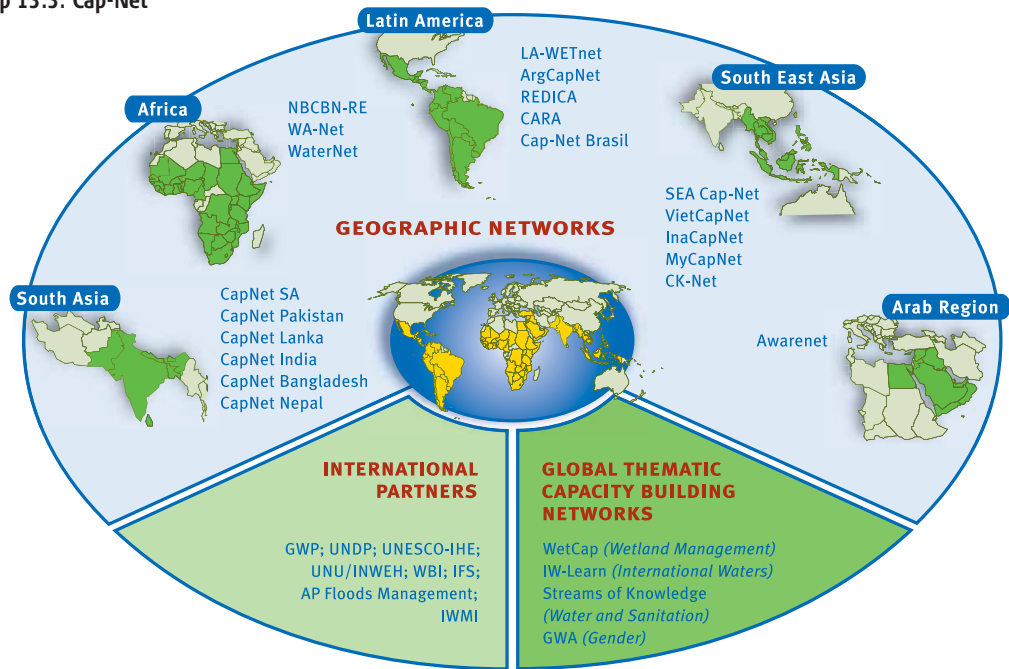 p 13.3: Cap-Net
Latin America
LA-WETnet
ArgCapNet
REDICA
CARA
Cap-Net Brasil
South East Asia
SEA Cap-Net
VietCapNet
InaCapNet
MyCapNet
CK-Net
Africa
NBCBN-RE
WA-Net
WaterNet
GEOGRAPHIC NETWORKS
South Asia
CapNet SA
CapNet Pakistan
CapNet Lanka
CapNet India
CapNet Bangladesh
CapNet Nepal
Arab Region
Awarenet
INTERNATIONAL
PARTNERS
GWP; UNDP; UNESCO-IHE;
UNU/INWEH; WBI; IFS;
AP Floods Management;
IWMI
GLOBAL THEMATIC
CAPACITY BUILDING
NETWORKS
WetCap (Wetland Management)
IW-Learn (International Waters)
Streams of Knowledge
(Water and Sanitation)
GWA (Gender)